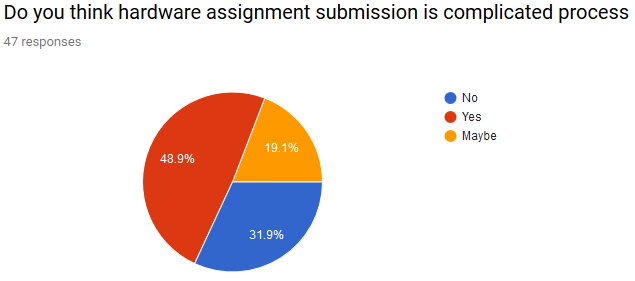 Do you think hardware assignment submission is complicated process
47 responses
No
Yes
Maybe
48.9%
19.1%
31.9%